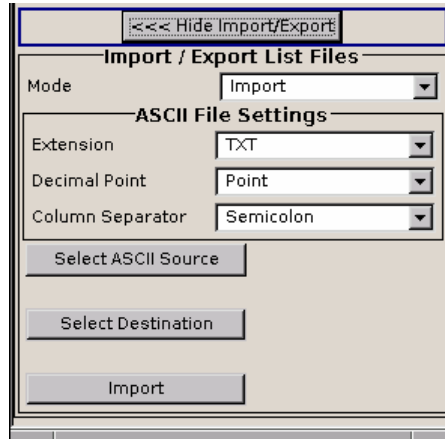 <<< Hide Import/Export
Import / Export List Files
Mode Import
ASCII File Settings
Extension TXT
Decimal Point Point
Column Separator Semicolon
Select ASCII Source
Select Destination
Import